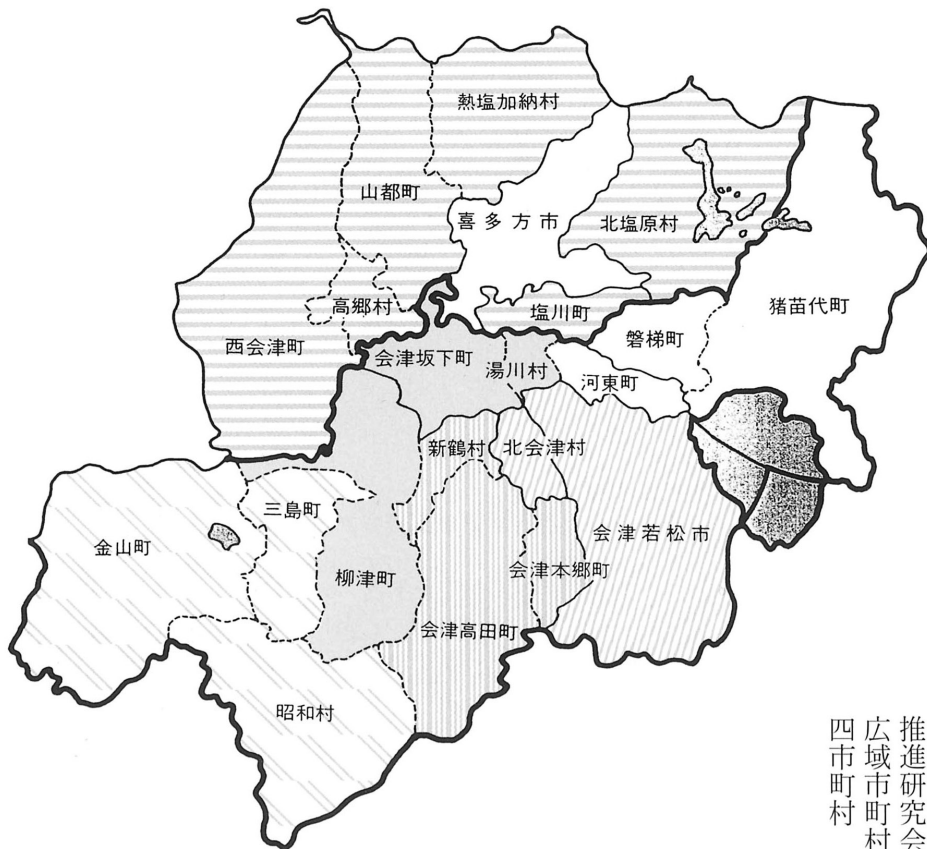 熱塩加納村
山都町
喜多方市
北塩原村
猪苗代町
高郷村
塩川町
磐梯町
西会津町
会津坂下町
湯川村
河東町
新鶴村
北会津村
三島町
会津若松市
金山町
柳津町
会津本郷町
会津高田町
昭和村
推進研究会
広域市町村
四市町村